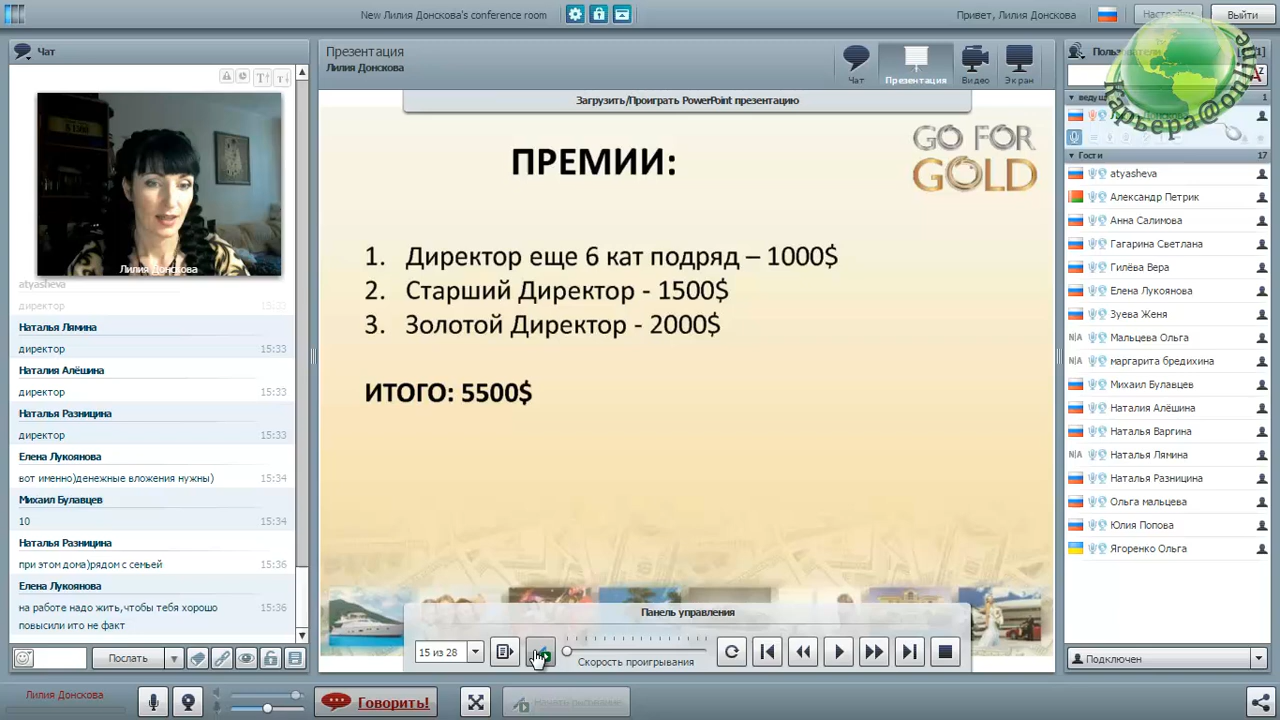 New Лилия Донскова's conference room
Привет, Лилия Донскова
Настройки
Выйти
Чат
Лилия Донскова
atyasheva
директор 15:33
Наталья Лямина
директор 15:33
Наталия Алёшина
директор 15:33
Наталья Разницина
директор 15:33
Елена Лукоянова
вот именно)денежные вложения нужны) 15:34
Михаил Булавцев
10 15:34
Наталья Разницина
при этом дома)рядом с семьей 15:36
Елена Лукоянова
на работе надо жить,чтобы тебя хорошо 15:36
повысили ито не факт
Послать
Презентация
Лилия Донскова
Чат
Презентация
Видео
Экран
Загрузить/Проиграть PowerPoint презентацию
GO FOR
GOLD
ПРЕМИИ:
1. Директор еще 6 кат подряд – 1000$
2. Старший Директор - 1500$
3. Золотой Директор - 2000$
ИТОГО: 5500$
Панель управления
15 из 28
Скорость проигрывания
карьера@online
Гости 17
atyasheva
Александр Петрик
Анна Салимова
Гагарина Светлана
Гилёва Вера
Елена Лукоянова
Зуева Женя
Мальцева Ольга
маргарита бредихина
Михаил Булавцев
Наталия Алёшина
Наталья Варгина
Наталья Лямина
Наталья Разницина
Ольга мальцева
Юлия Попова
Ягоренко Ольга
Подключен
Лилия Донскова
Говорить!